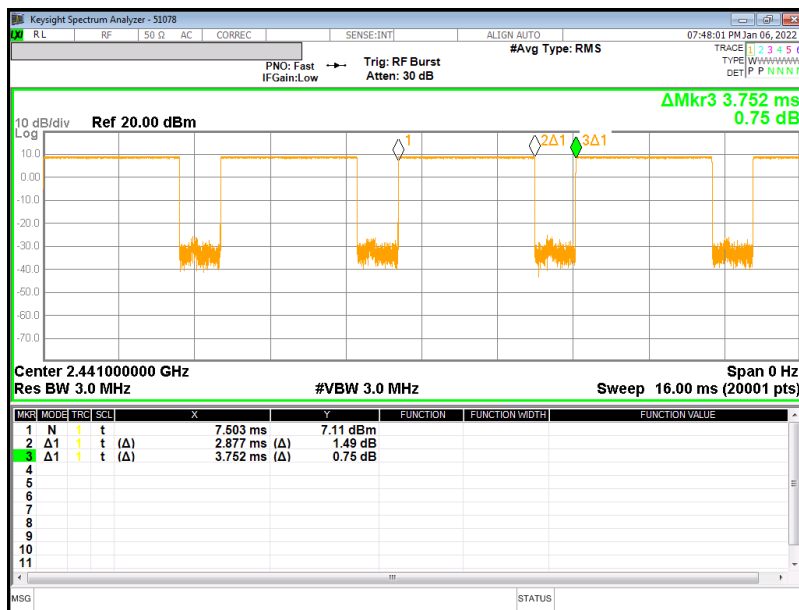 Keysight Spectrum Analyzer - 51078
LXI RL RF 50 Ω AC CORREC SENSE:INT ALIGN AUTO 07:48:01 PM Jan 06, 2022
#Avg Type: RMS TRACE 1 2 3 4 5 6
PNO: Fast Trig: RF Burst TYPE WWWWWWW
IFGain:Low Atten: 30 dB DET P P N N N
ΔMkr3 3.752 ms
0.75 dB
10 dB/div Ref 20.00 dBm
Log
1 2Δ1 3Δ1
10.0
0.00
-10.0
-20.0
-30.0
-40.0
-50.0
-60.0
-70.0
Center 2.441000000 GHz Span 0 Hz
Res BW 3.0 MHz #VBW 3.0 MHz Sweep 16.00 ms (20001 pts)
MKR MODE TRC SCL X Y FUNCTION FUNCTION WIDTH FUNCTION VALUE
1 N 1 t 7.503 ms 7.11 dBm
2 Δ1 1 t (Δ) 2.877 ms (Δ) 1.49 dB
3 Δ1 1 t (Δ) 3.752 ms (Δ) 0.75 dB
4
5
6
7
8
9
10
11
MSG STATUS